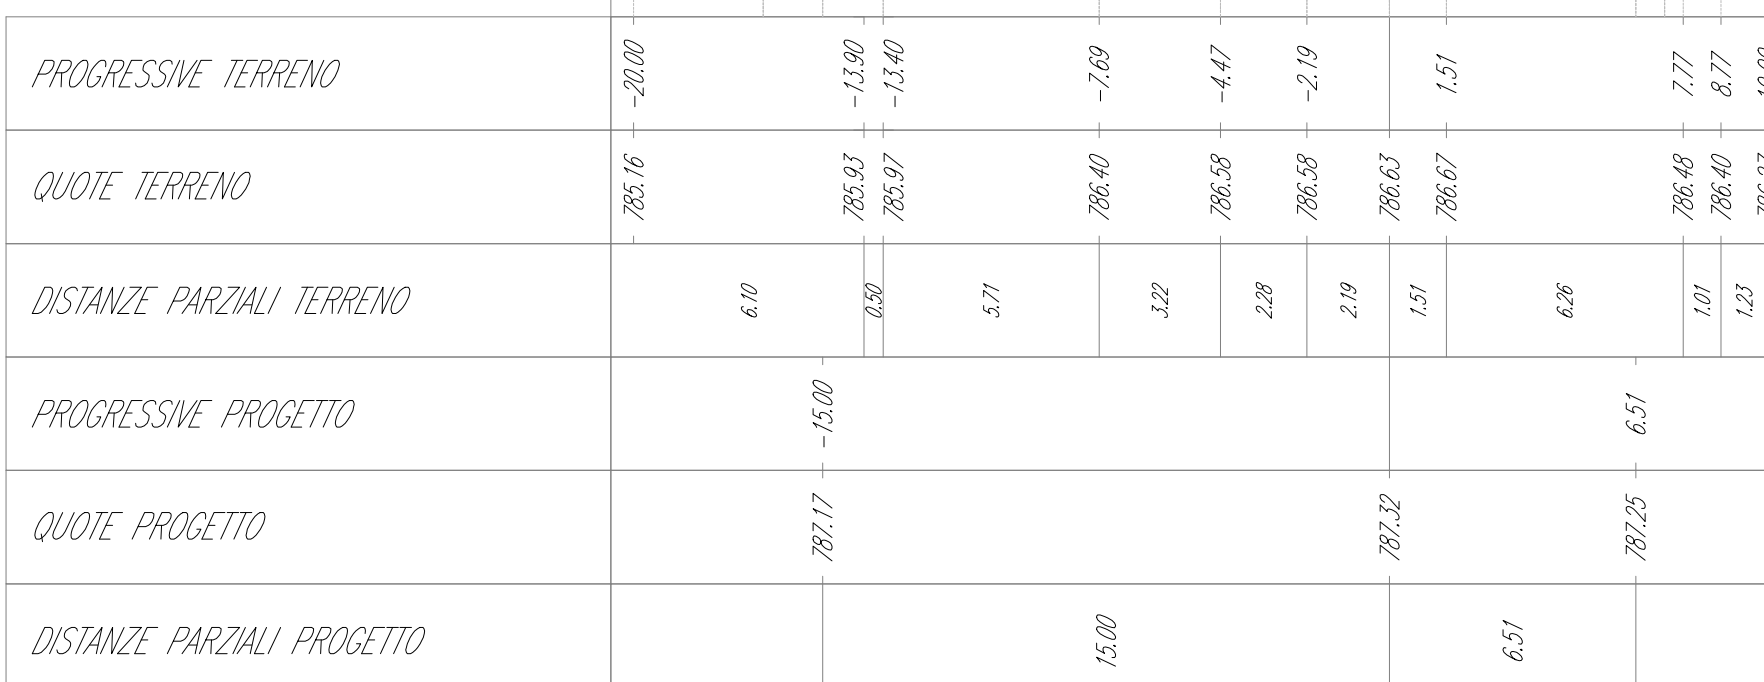 PROGRESSIVE TERRENO -20.00 -13.90 -13.40 -7.69 -4.47 -2.19 1.51 7.77 8.77
QUOTE TERRENO 785.16 785.93 785.97 786.40 786.58 786.58 786.63 786.67 786.48 786.40
DISTANZE PARZIALI TERRENO 6.10 0.50 5.71 3.22 2.28 2.19 1.51 6.26 1.01 1.23
PROGRESSIVE PROGETTO -15.00 6.51
QUOTE PROGETTO 787.17 787.32 787.25
DISTANZE PARZIALI PROGETTO 15.00 6.51